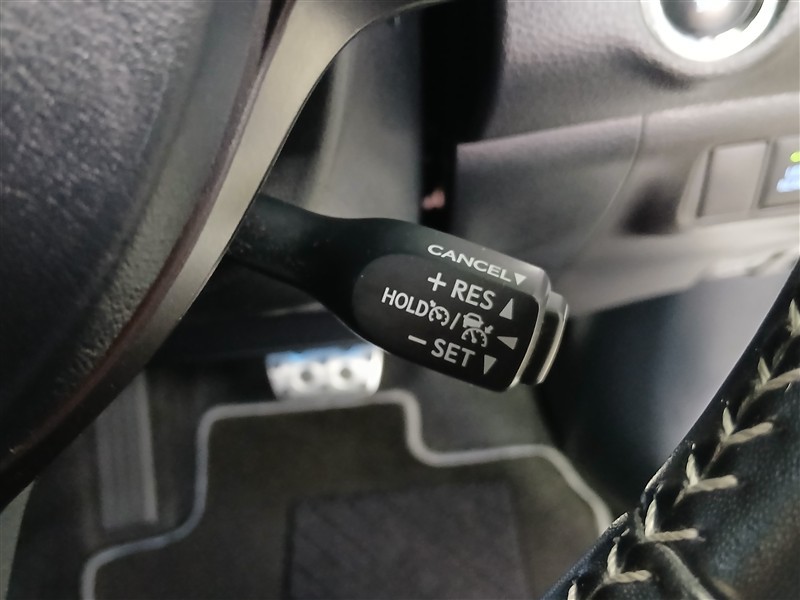 CANCEL▼
+ RES ▲
HOLD / ◄
− SET ▼